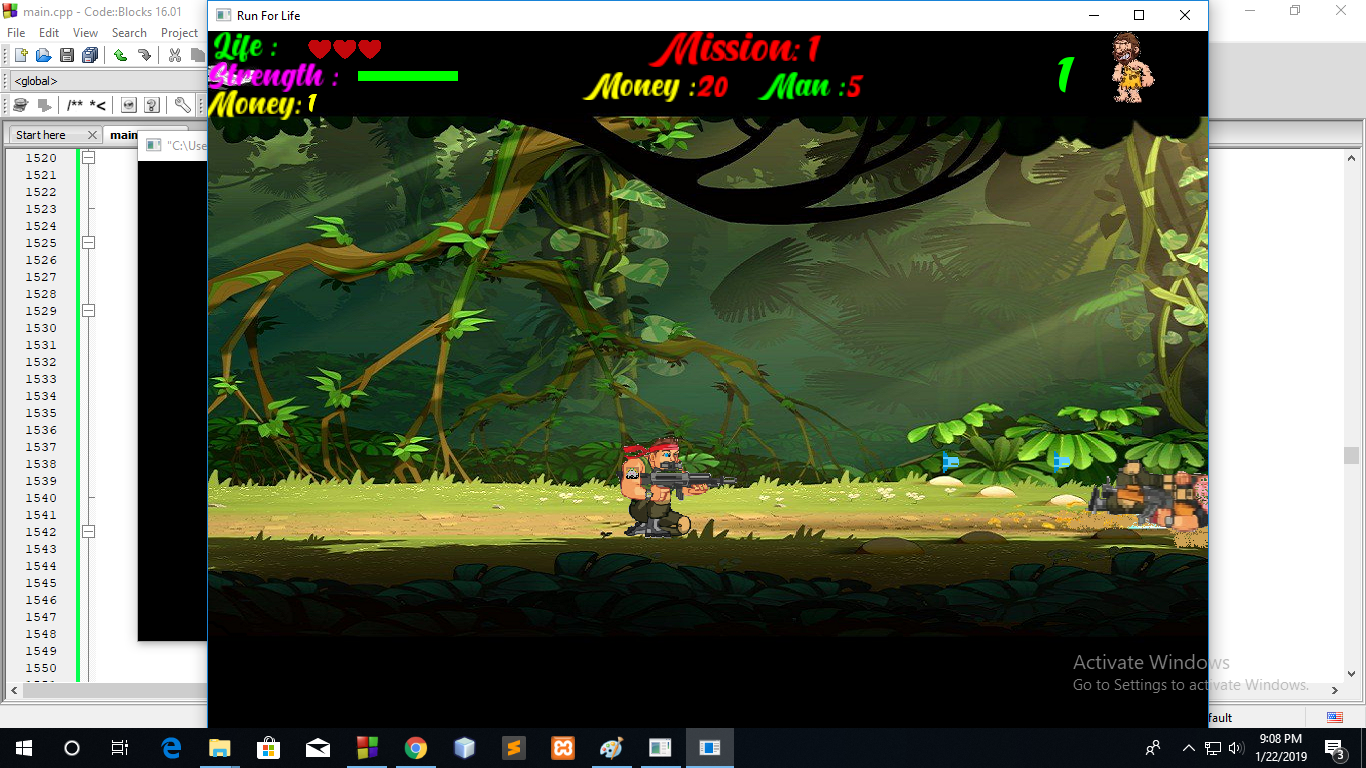 main.cpp - Code::Blocks 16.01
File Edit View Search Project
<global>
/** *<
Start here
main
"C:\Use
Run For Life
Life :
Strength :
Money: 1
Mission: 1
Money :20 Man :5
1
1520
1521
1522
1523
1524
1525
1526
1527
1528
1529
1530
1531
1532
1533
1534
1535
1536
1537
1538
1539
1540
1541
1542
1543
1544
1545
1546
1547
1548
1549
1550
Activate Windows
Go to Settings to activate Windows.
fault
9:08 PM
1/22/2019
3